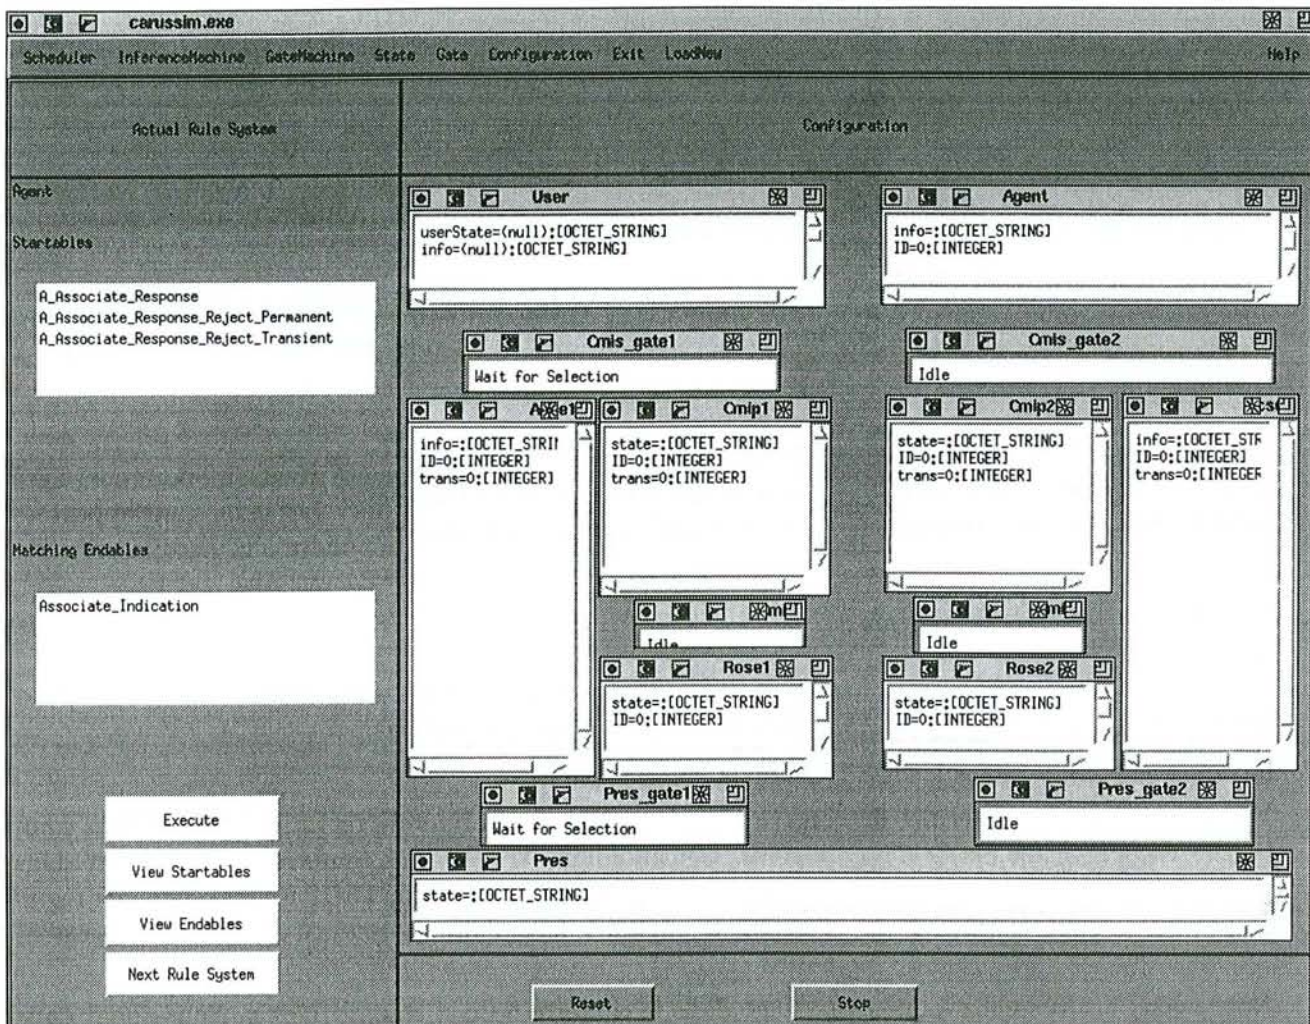 carussim.exe
Scheduler InferenceMachine GateMachine State Gate Configuration Exit LoadNew Help
Actual Rule System
Configuration
Agent
Startables
A_Associate_Response
A_Associate_Response_Reject_Permanent
A_Associate_Response_Reject_Transient
Matching Endables
Associate_Indication
Execute
View Startables
View Endables
Next Rule System
User
userState=(null):[OCTET_STRING]
info=(null):[OCTET_STRING]
Agent
info=:[OCTET_STRING]
ID=0:[INTEGER]
Cmis_gate1
Wait for Selection
Cmis_gate2
Idle
info=:[OCTET_STRIN
ID=0:[INTEGER]
trans=0:[INTEGER]
Cmip1
state=:[OCTET_STRING]
ID=0:[INTEGER]
trans=0:[INTEGER]
Cmip2
state=:[OCTET_STRING]
ID=0:[INTEGER]
trans=0:[INTEGER]
info=:[OCTET_STR
ID=0:[INTEGER]
trans=0:[INTEGER
Idle
Idle
Rose1
state=:[OCTET_STRING]
ID=0:[INTEGER]
Rose2
state=:[OCTET_STRING]
ID=0:[INTEGER]
Pres_gate1
Wait for Selection
Pres_gate2
Idle
Pres
state=:[OCTET_STRING]
Reset
Stop